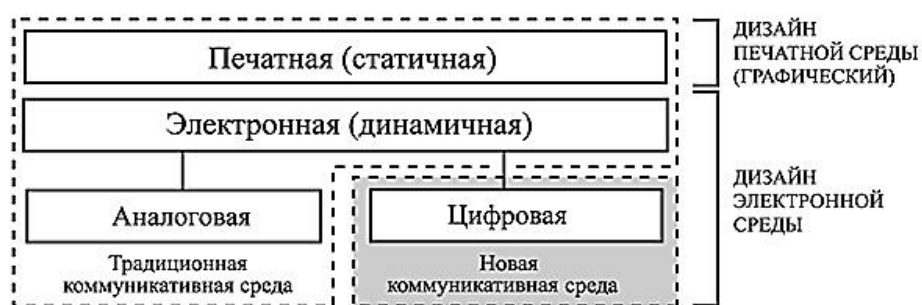 Печатная (статичная)
ДИЗАЙН
ПЕЧАТНОЙ СРЕДЫ
(ГРАФИЧЕСКИЙ)
Электронная (динамичная)
Аналоговая
Цифровая
ДИЗАЙН
ЭЛЕКТРОННОЙ
СРЕДЫ
Традиционная
коммуникативная среда
Новая
коммуникативная среда